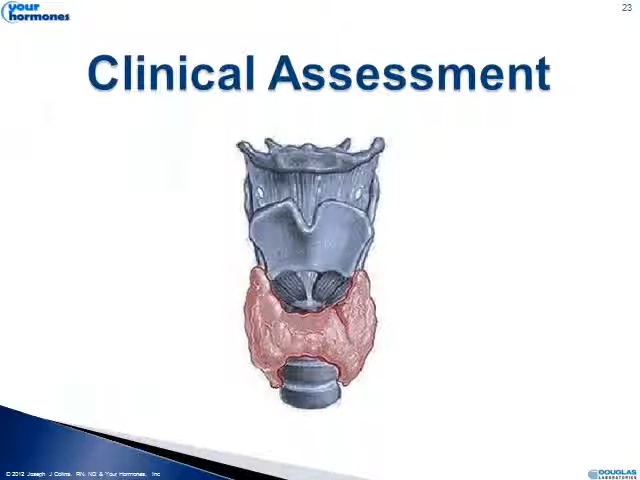 your
hormones
23
Clinical Assessment
© 2012 Joseph J Collins, RN, ND & Your Hormones, Inc
DOUGLAS
LABORATORIES